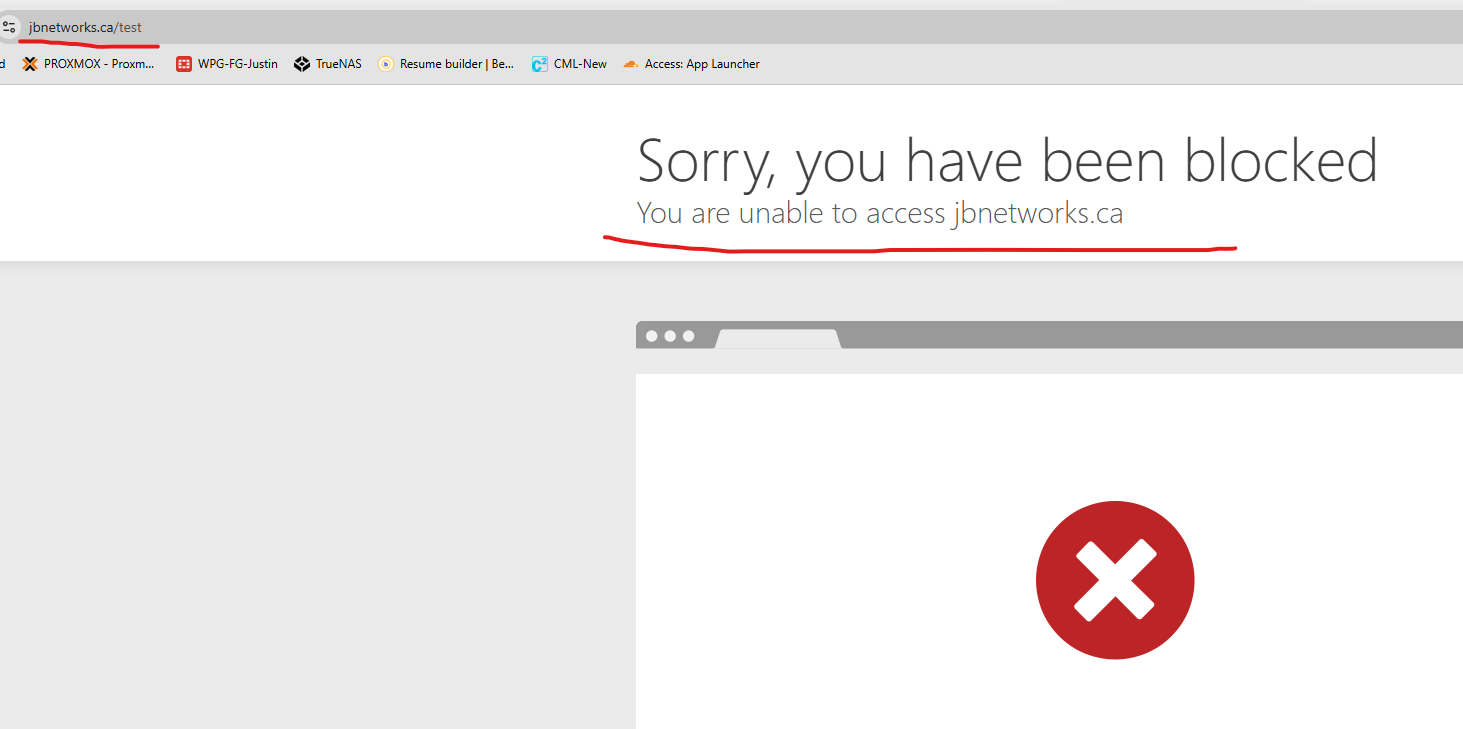 jbnetworks.ca/test
d PROXMOX - Proxm... WPG-FG-Justin TrueNAS Resume builder | Be... CML-New Access: App Launcher
Sorry, you have been blocked
You are unable to access jbnetworks.ca